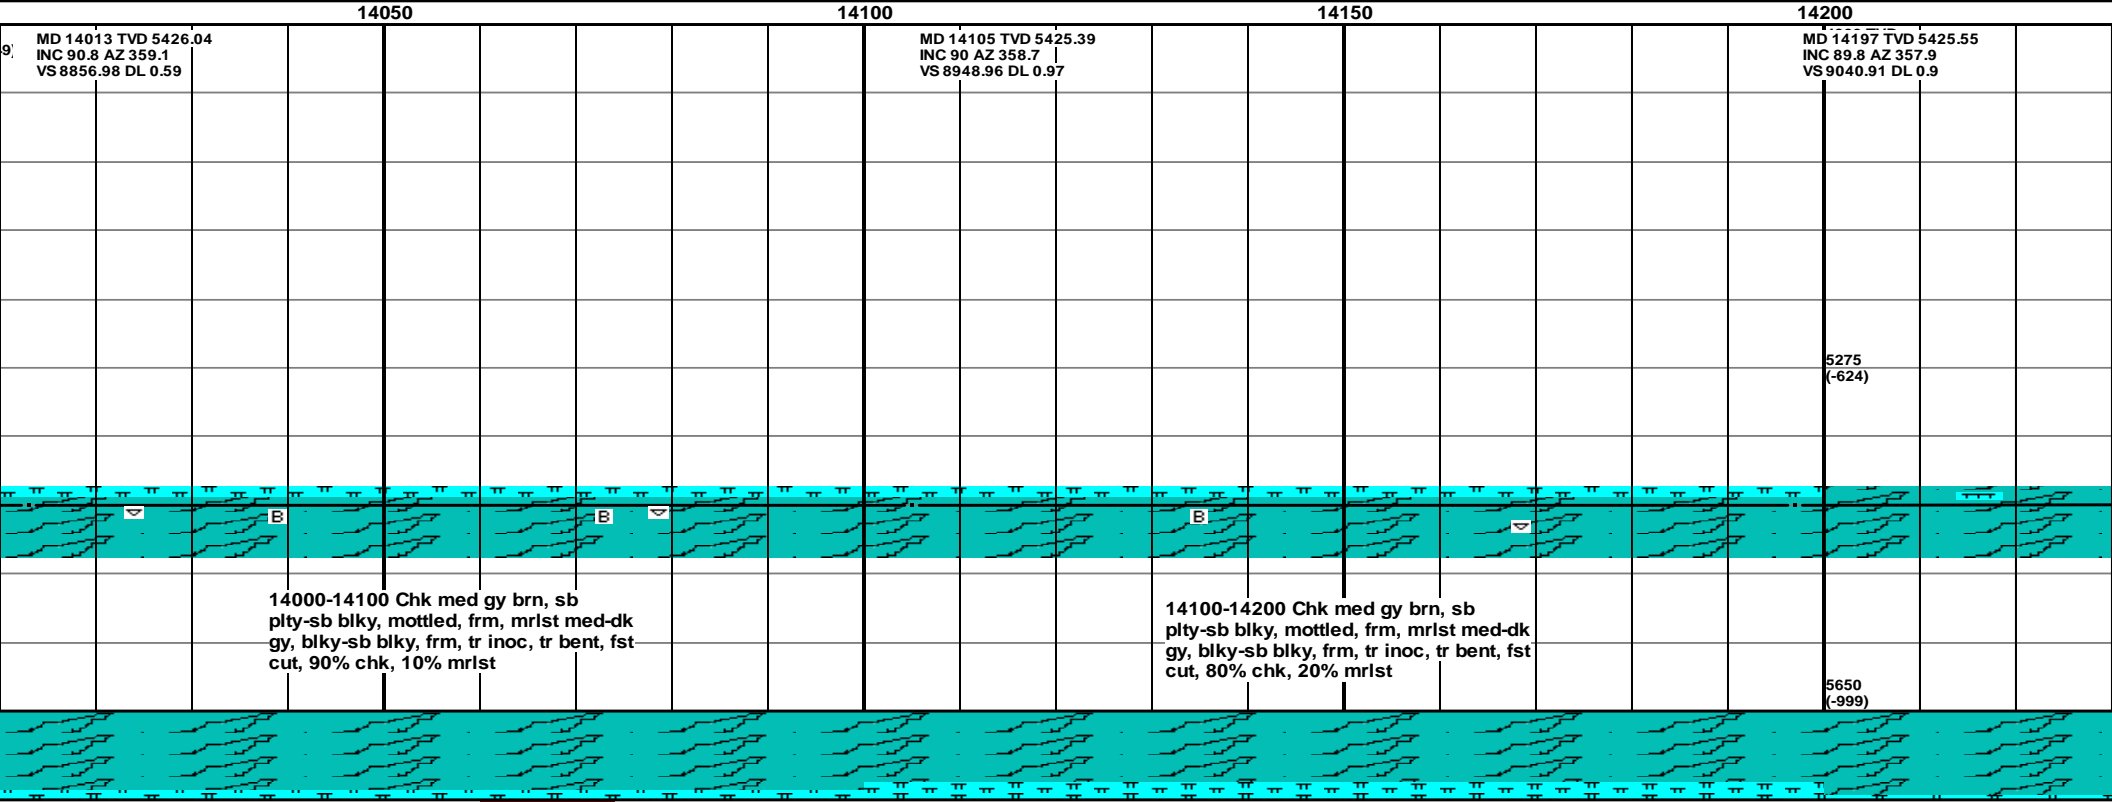 14050
14100
14150
14200
9)
MD 14013 TVD 5426.04
INC 90.8 AZ 359.1
VS 8856.98 DL 0.59
MD 14105 TVD 5425.39
INC 90 AZ 358.7
VS 8948.96 DL 0.97
MD 14197 TVD 5425.55
INC 89.8 AZ 357.9
VS 9040.91 DL 0.9
5275
(-624)
B
B
B
14000-14100 Chk med gy brn, sb
plty-sb blky, mottled, frm, mrlst med-dk
gy, blky-sb blky, frm, tr inoc, tr bent, fst
cut, 90% chk, 10% mrlst
14100-14200 Chk med gy brn, sb
plty-sb blky, mottled, frm, mrlst med-dk
gy, blky-sb blky, frm, tr inoc, tr bent, fst
cut, 80% chk, 20% mrlst
5650
(-999)